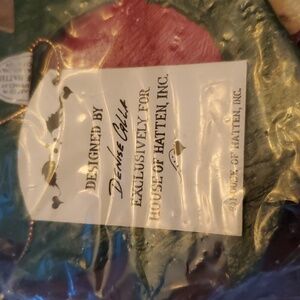 DESIGNED BY
Denise Calla
EXCLUSIVELY FOR
HOUSE OF HATTEN, INC.
HOUSE OF HATTEN, INC.